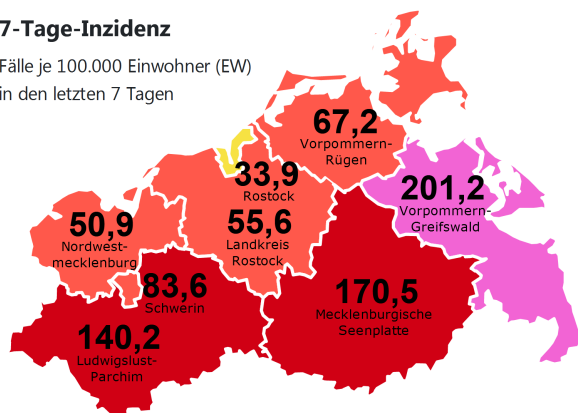 7-Tage-Inzidenz
Fälle je 100.000 Einwohner (EW)
in den letzten 7 Tagen
67,2
Vorpommern-
Rügen
33,9
Rostock
201,2
Vorpommern-
Greifswald
50,9
Nordwest-
mecklenburg
55,6
Landkreis
Rostock
83,6
Schwerin
170,5
Mecklenburgische
Seenplatte
140,2
Ludwigslust-
Parchim